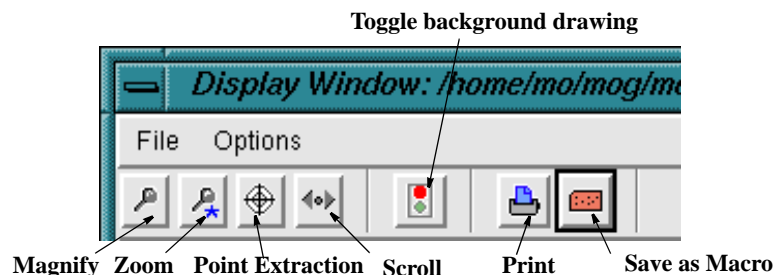 Toggle background drawing
Display Window: /home/mo/mog/m
File Options
Magnify Zoom Point Extraction Scroll Print Save as Macro